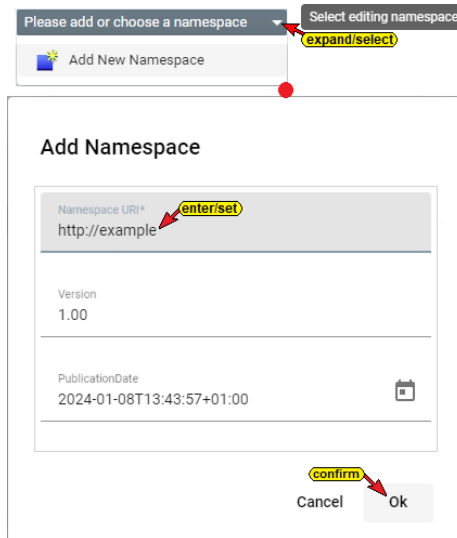 Please add or choose a namespace
Select editing namespace
expand/select
Add New Namespace
Add Namespace
Namespace URI*
enter/set
http://example
Version
1.00
PublicationDate
2024-01-08T13:43:57+01:00
confirm
Cancel
Ok